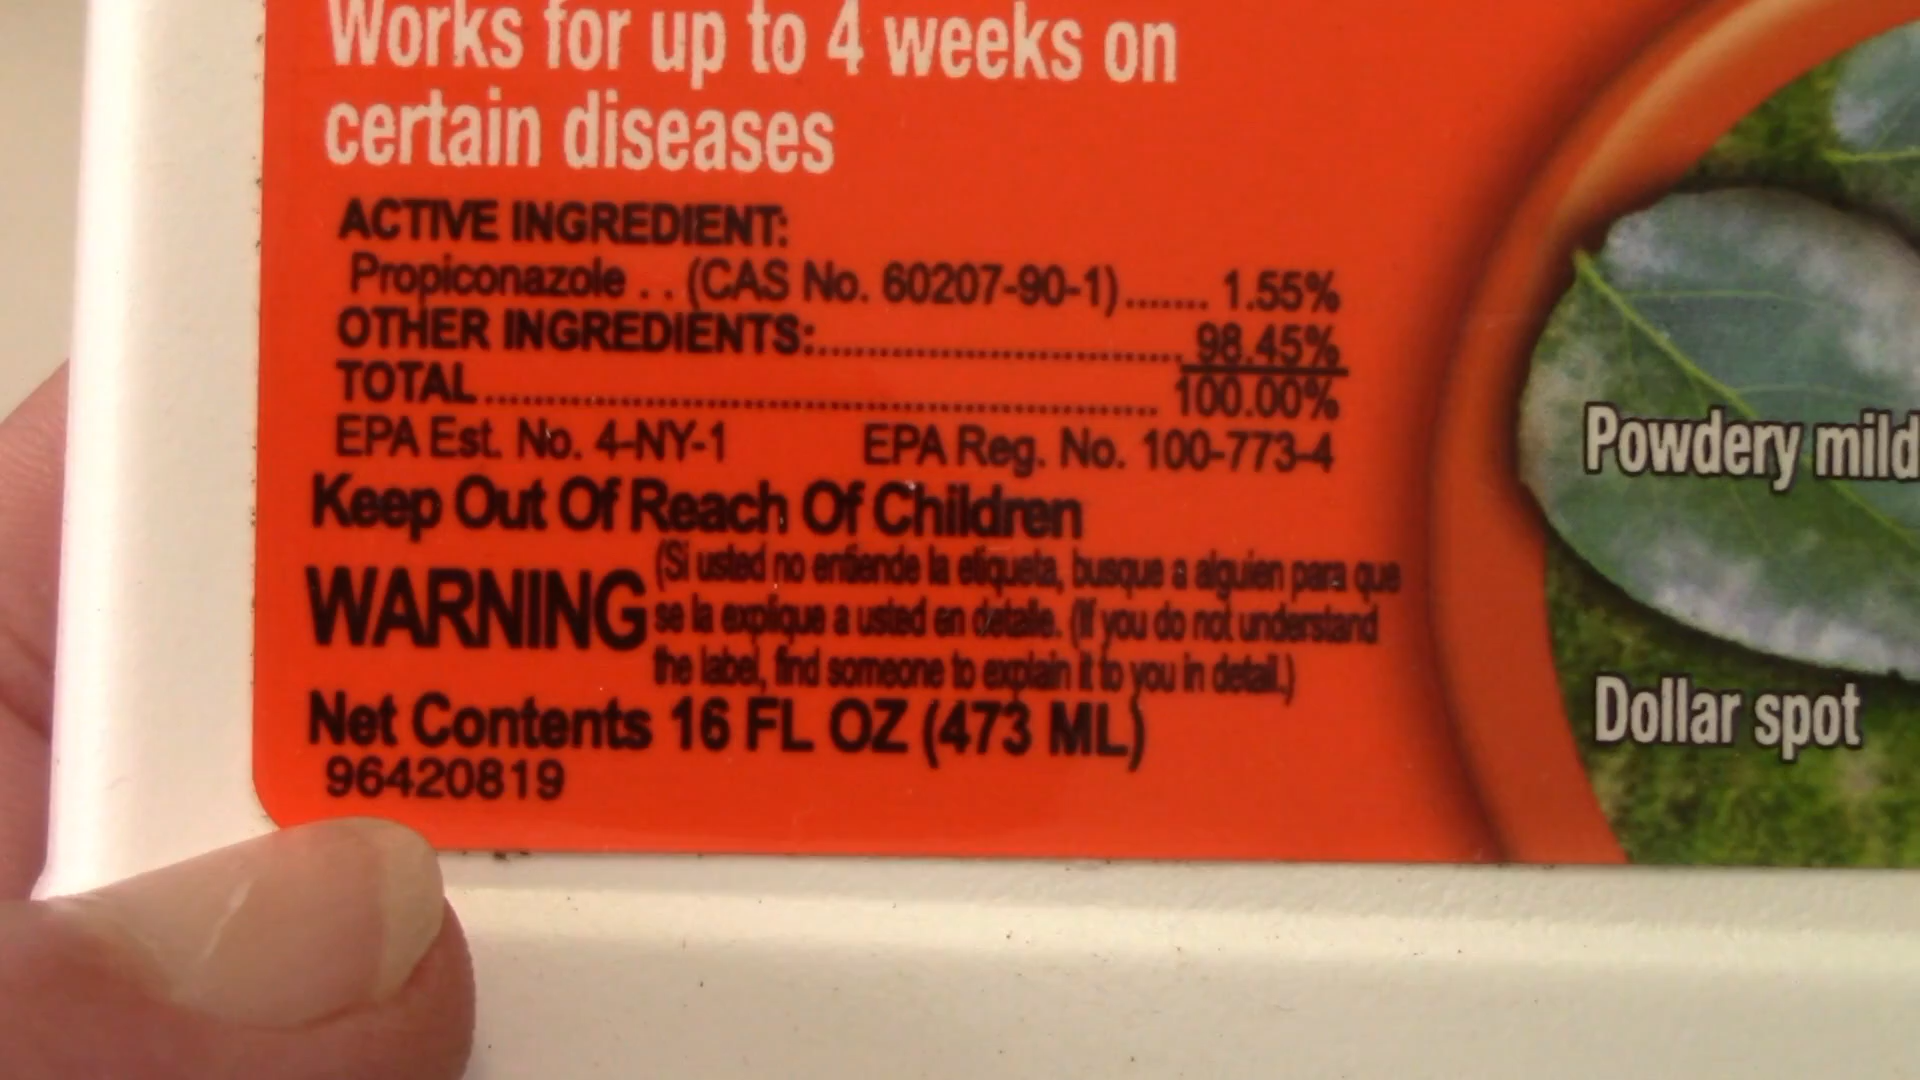 Works for up to 4 weeks on
certain diseases
ACTIVE INGREDIENT:
Propiconazole . . (CAS No. 60207-90-1)....... 1.55%
OTHER INGREDIENTS:................................ 98.45%
TOTAL.......................................................... 100.00%
EPA Est. No. 4-NY-1 EPA Reg. No. 100-773-4
Keep Out Of Reach Of Children
WARNING (Si usted no entiende la etiqueta, busque a alguien para que
se la explique a usted en detalle. (If you do not understand
the label, find someone to explain it to you in detail.)
Net Contents 16 FL OZ (473 ML)
96420819
Powdery mild
Dollar spot